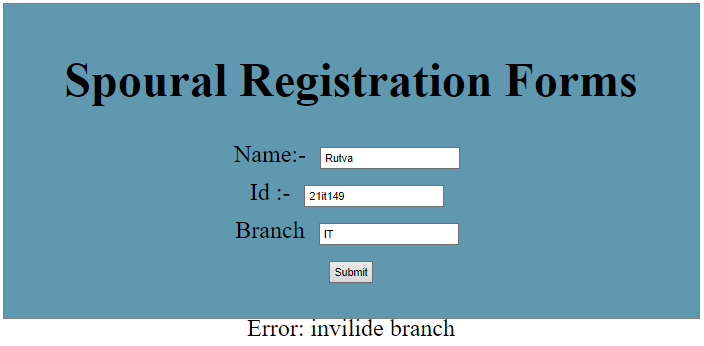 Spoural Registration Forms
Name:- Rutva
Id :- 21it149
Branch IT
Submit
Error: invilide branch